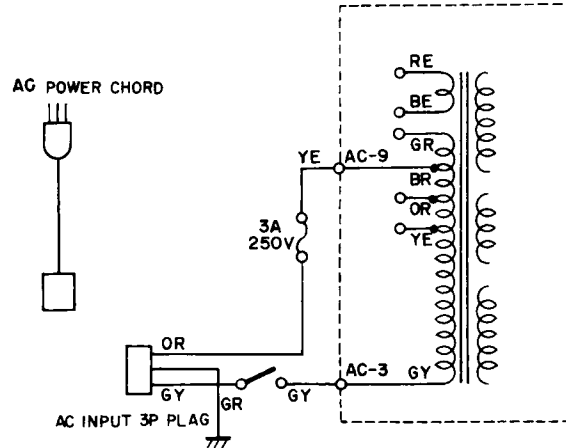 AC POWER CHORD
RE
BE
GR
YE
AC-9
BR
OR
YE
3A
250V
OR
AC-3
GY
GY
GR
GY
AC INPUT 3P PLAG